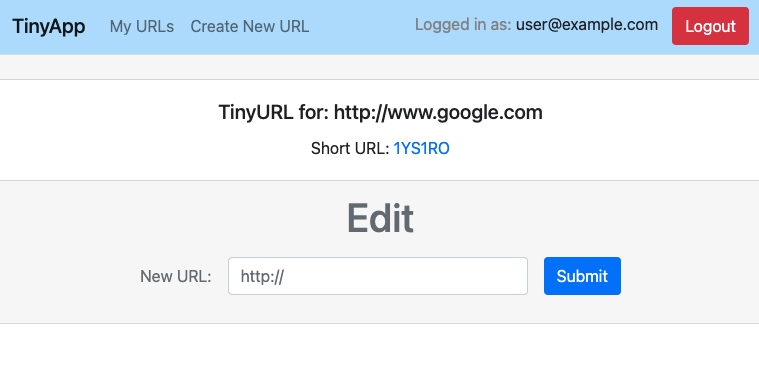 TinyApp My URLs Create New URL Logged in as: user@example.com Logout
TinyURL for: http://www.google.com
Short URL: 1YS1RO
Edit
New URL: http:// Submit